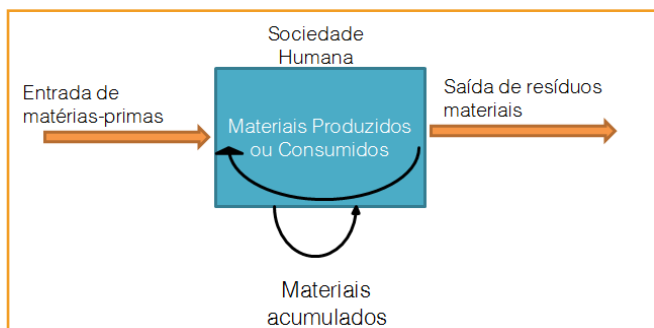 Sociedade
Humana
Entrada de
matérias-primas
Materiais Produzidos
ou Consumidos
Saída de resíduos
materiais
Materiais
acumulados